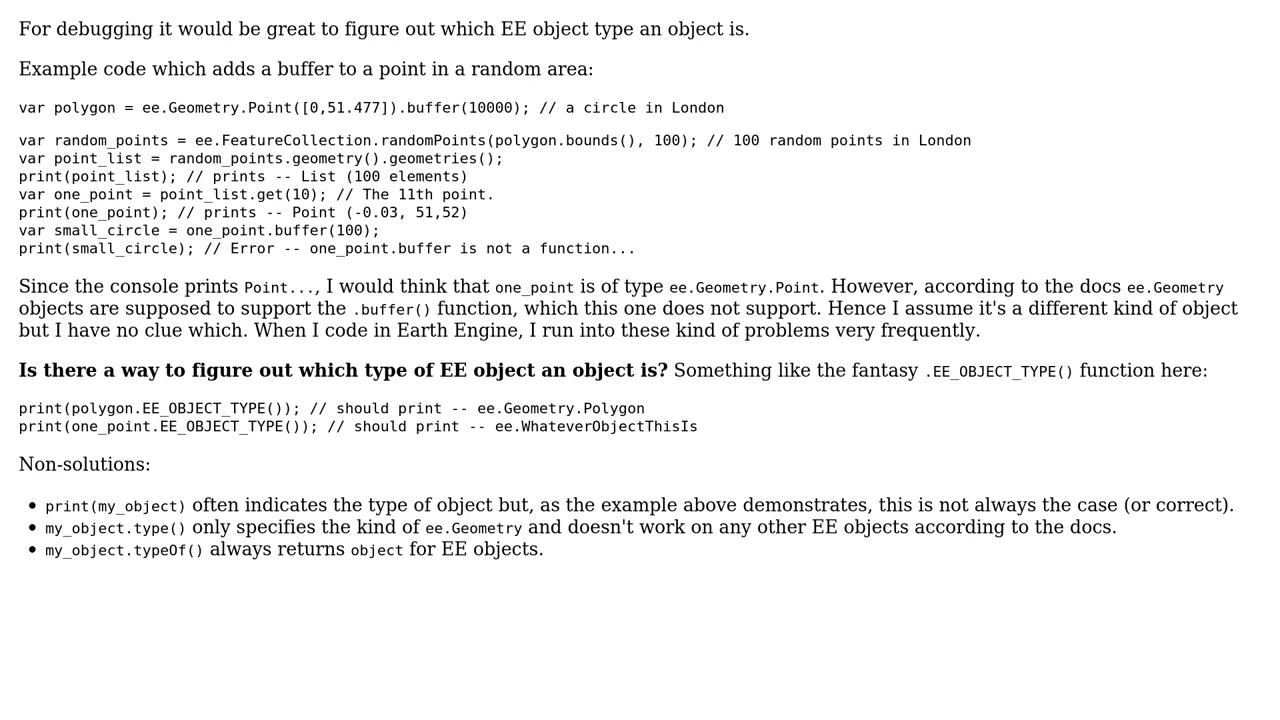 For debugging it would be great to figure out which EE object type an object is.
Example code which adds a buffer to a point in a random area:
var polygon = ee.Geometry.Point([0,51.477]).buffer(10000); // a circle in London
var random_points = ee.FeatureCollection.randomPoints(polygon.bounds(), 100); // 100 random points in London
var point_list = random_points.geometry().geometries();
print(point_list); // prints -- List (100 elements)
var one_point = point_list.get(10); // The 11th point.
print(one_point); // prints -- Point (-0.03, 51,52)
var small_circle = one_point.buffer(100);
print(small_circle); // Error -- one_point.buffer is not a function...
Since the console prints Point..., I would think that one_point is of type ee.Geometry.Point. However, according to the docs ee.Geometry
objects are supposed to support the .buffer() function, which this one does not support. Hence I assume it's a different kind of object
but I have no clue which. When I code in Earth Engine, I run into these kind of problems very frequently.
Is there a way to figure out which type of EE object an object is? Something like the fantasy .EE_OBJECT_TYPE() function here:
print(polygon.EE_OBJECT_TYPE()); // should print -- ee.Geometry.Polygon
print(one_point.EE_OBJECT_TYPE()); // should print -- ee.WhateverObjectThisIs
Non-solutions:
• print(my_object) often indicates the type of object but, as the example above demonstrates, this is not always the case (or correct).
• my_object.type() only specifies the kind of ee.Geometry and doesn't work on any other EE objects according to the docs.
• my_object.typeOf() always returns object for EE objects.